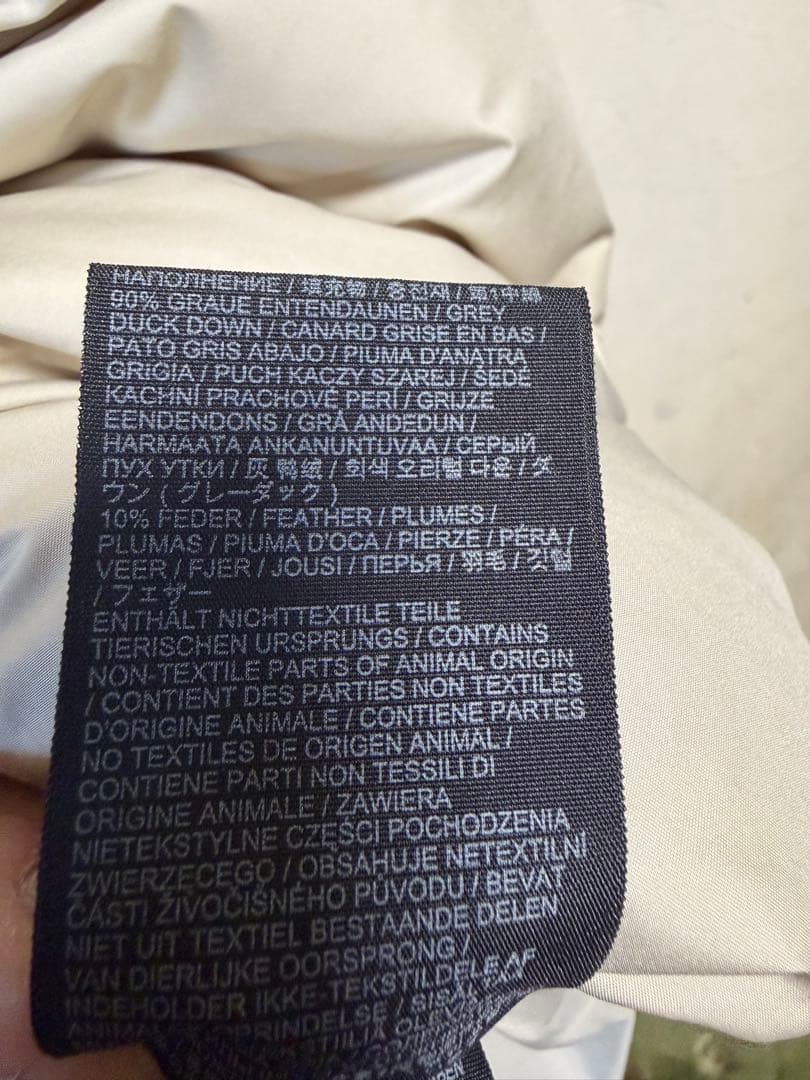 НАПОЛНЕНИЕ / 填充物 / 충전재 /
90% GRAUE ENTENDAUNEN / GREY
DUCK DOWN / CANARD GRISE EN BAS /
PATO GRIS ABAJO / PIUMA D'ANATRA
GRIGIA / PUCH KACZY SZAREJ / ŠEDÉ
KACHNÍ PRACHOVÉ PEŘÍ / GRIJZE
EENDENDONS / GRÅ ANDEDUN /
HARMAATA ANKANUNTUVAA / СЕРЫЙ
ПУХ УТКИ / 灰 鸭绒 / 회색 오리털 다운 / ダ
ウン ( グレーダック )
10% FEDER / FEATHER / PLUMES /
PLUMAS / PIUMA D'OCA / PIERZE / PÉRA /
VEER / FJER / JOUSI / ПЕРЬЯ / 羽毛 / 깃털
/ フェザー
ENTHÄLT NICHTTEXTILE TEILE
TIERISCHEN URSPRUNGS / CONTAINS
NON-TEXTILE PARTS OF ANIMAL ORIGIN
/ CONTIENT DES PARTIES NON TEXTILES
D'ORIGINE ANIMALE / CONTIENE PARTES
NO TEXTILES DE ORIGEN ANIMAL /
CONTIENE PARTI NON TESSILI DI
ORIGINE ANIMALE / ZAWIERA
NIETEKSTYLNE CZĘŚCI POCHODZENIA
ZWIERZĘCEGO / OBSAHUJE NETEXTILNÍ
ČÁSTI ŽIVOČIŠNÉHO PŮVODU / BEVAT
NIET UIT TEXTIEL BESTAANDE DELEN
VAN DIERLIJKE OORSPRONG /
INDEHOLDER IKKE-TEKSTILDELE AF